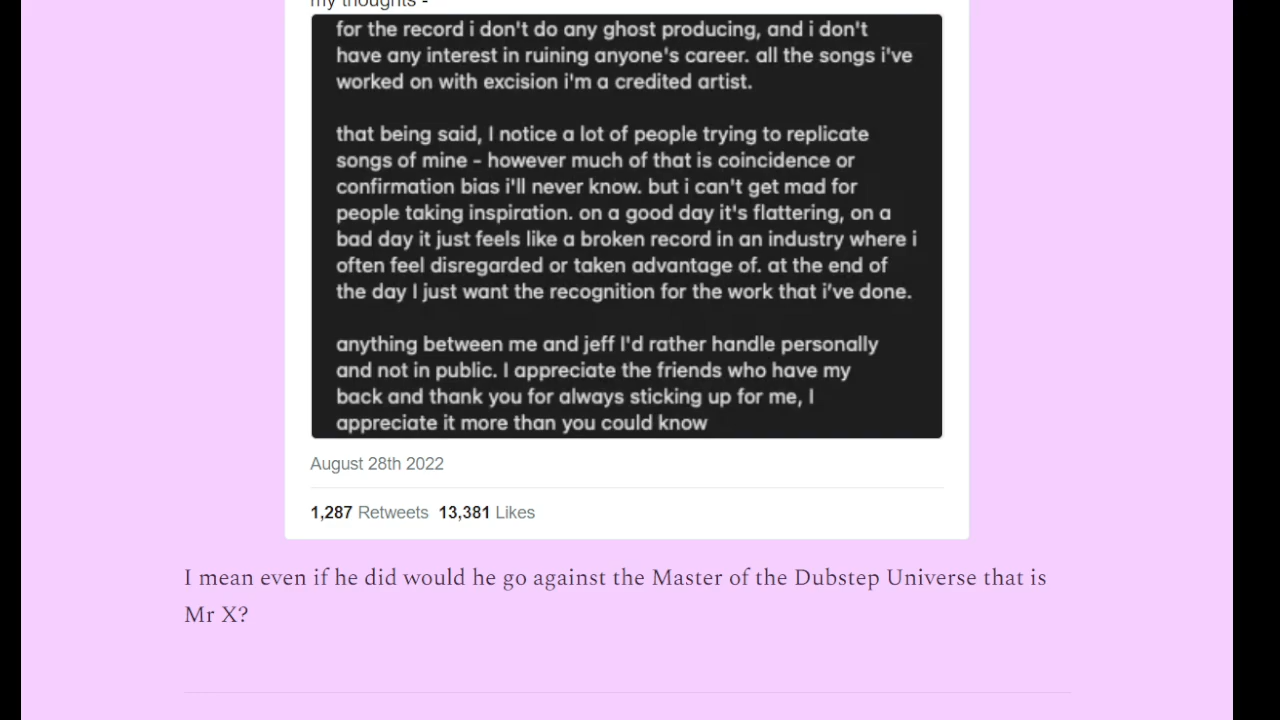 my thoughts -
for the record i don't do any ghost producing, and i don't
have any interest in ruining anyone's career. all the songs i've
worked on with excision i'm a credited artist.
that being said, I notice a lot of people trying to replicate
songs of mine - however much of that is coincidence or
confirmation bias i'll never know. but i can't get mad for
people taking inspiration. on a good day it's flattering, on a
bad day it just feels like a broken record in an industry where i
often feel disregarded or taken advantage of. at the end of
the day I just want the recognition for the work that i've done.
anything between me and jeff I'd rather handle personally
and not in public. I appreciate the friends who have my
back and thank you for always sticking up for me, I
appreciate it more than you could know
August 28th 2022
1,287 Retweets 13,381 Likes
I mean even if he did would he go against the Master of the Dubstep Universe that is
Mr X?